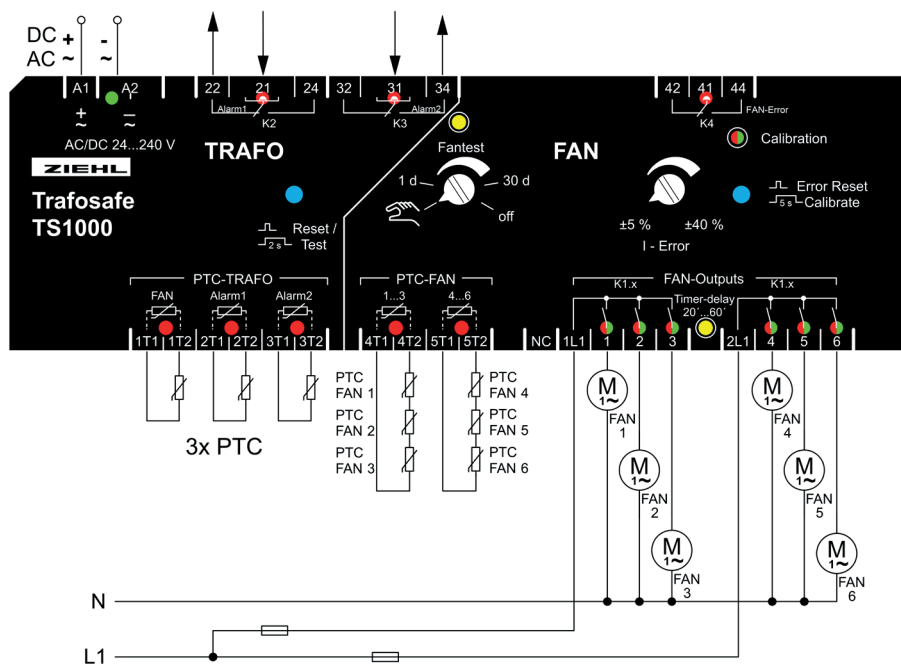 DC + -
AC ~ ~
A1 A2 22 21 24 32 31 34 42 41 44
Alarm1 Alarm2 FAN-Error
K2 K3 K4
+ –
~ ~
AC/DC 24...240 V
TRAFO FAN
Calibration
ZIEHL
Fantest
1 d 30 d
off
Trafosafe
TS1000
Reset /
2 s Test
Error Reset
5 s Calibrate
±5 % ±40 %
I - Error
PTC-TRAFO PTC-FAN FAN-Outputs
FAN Alarm1 Alarm2 1...3 4...6 K1.x Timer-delay K1.x
20´...60´
1T1 1T2 2T1 2T2 3T1 3T2 4T1 4T2 5T1 5T2 NC 1L1 1 2 3 2L1 4 5 6
3x PTC
PTC
FAN 1
PTC
FAN 2
PTC
FAN 3
PTC
FAN 4
PTC
FAN 5
PTC
FAN 6
M
1~
FAN
1
M
1~
FAN
2
M
1~
FAN
3
M
1~
FAN
4
M
1~
FAN
5
M
1~
FAN
6
N
L1